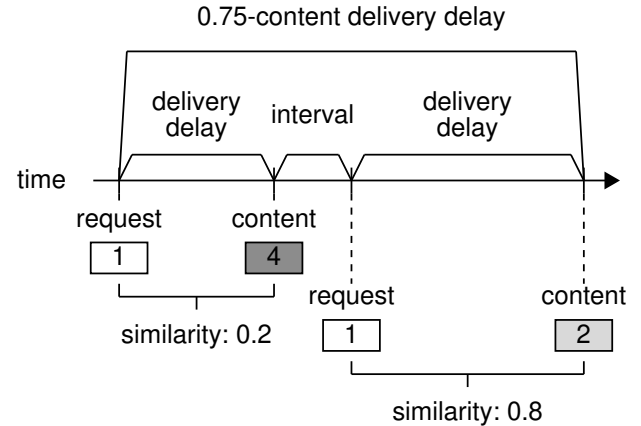 0.75-content delivery delay
delivery
delay
interval
delivery
delay
time
request
content
1
4
similarity: 0.2
request
content
1
2
similarity: 0.8